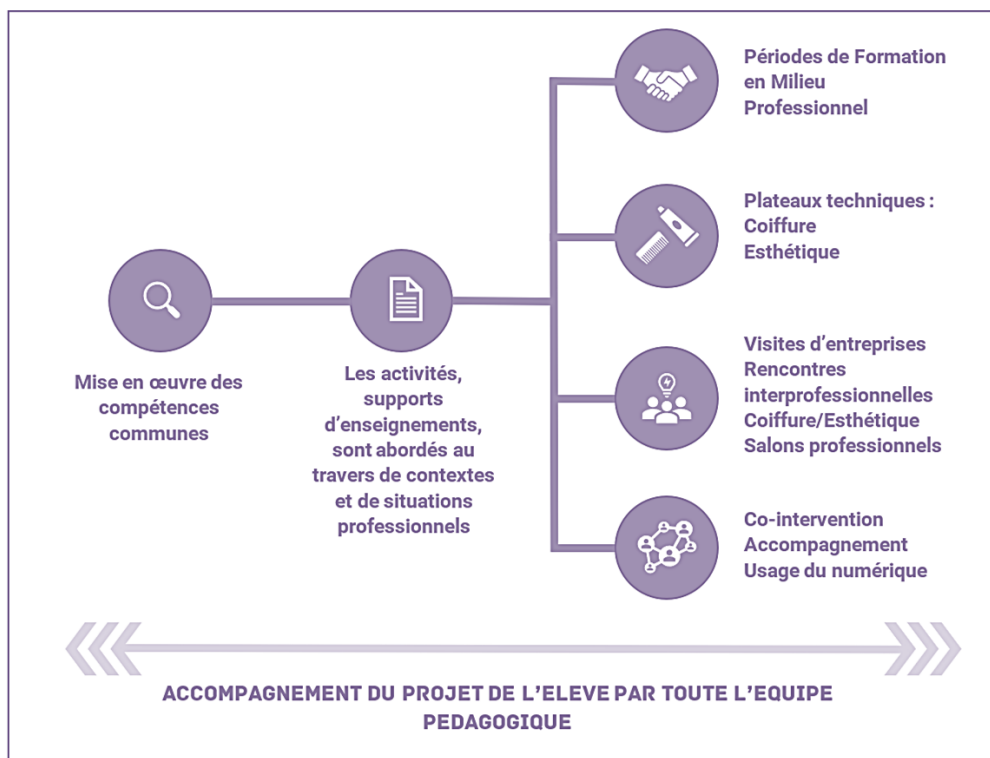 Mise en œuvre des
compétences
communes
Les activités,
supports
d'enseignements,
sont abordés au
travers de contextes
et de situations
professionnels
Périodes de Formation
en Milieu
Professionnel
Plateaux techniques :
Coiffure
Esthétique
Visites d'entreprises
Rencontres
interprofessionnelles
Coiffure/Esthétique
Salons professionnels
Co-intervention
Accompagnement
Usage du numérique
ACCOMPAGNEMENT DU PROJET DE L'ELEVE PAR TOUTE L'EQUIPE
PEDAGOGIQUE